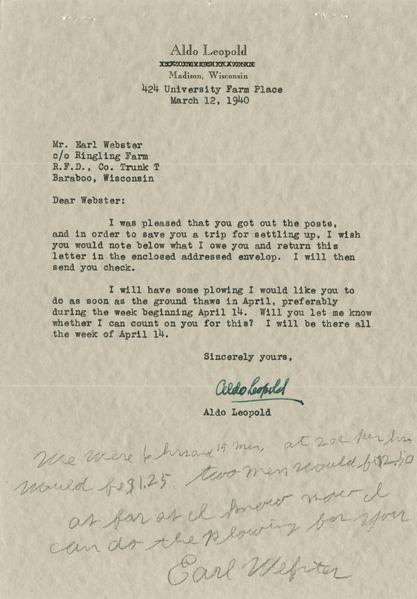 Aldo Leopold
Madison, Wisconsin
424 University Farm Place
March 12, 1940
Mr. Earl Webster
c/o Ringling Farm
R.F.D., Co. Trunk T
Baraboo, Wisconsin
Dear Webster:
I was pleased that you got out the posts,
and in order to save you a trip for settling up, I wish
you would note below what I owe you and return this
letter in the enclosed addressed envelop. I will then
send you check.
I will have some plowing I would like you to
do as soon as the ground thaws in April, preferably
during the week beginning April 14. Will you let me know
whether I can count on you for this? I will be there all
the week of April 14.
Sincerely yours,
Aldo Leopold
Aldo Leopold
We were hrs and 15 min, at per hr
would be $1.25. two men would be $2.50
as far as I know now I
can do the plowing for you
Earl Webster